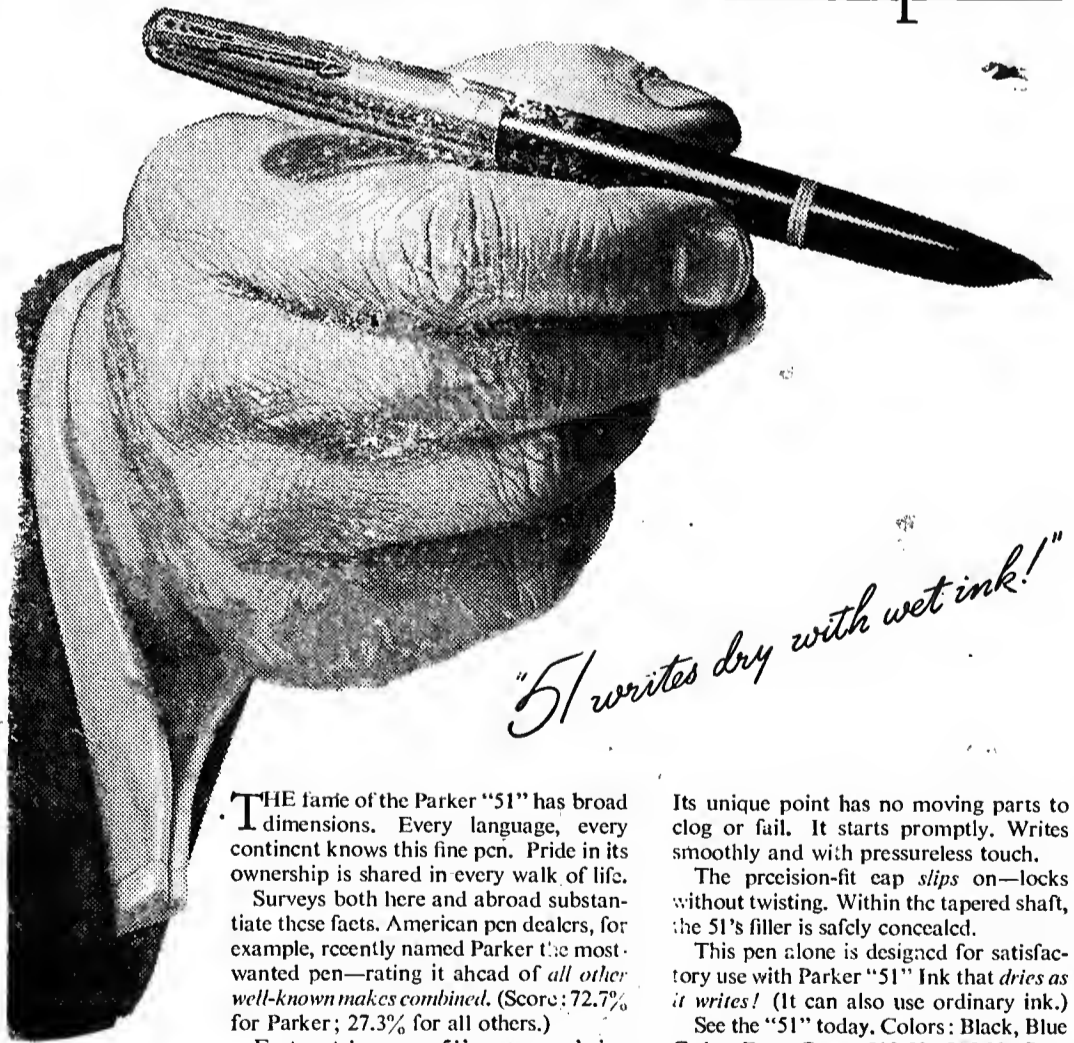 "51 writes dry with wet ink!"
THE fame of the Parker "51" has broad
dimensions. Every language, every
continent knows this fine pen. Pride in its
ownership is shared in every walk of life.
Surveys both here and abroad substan-
tiate these facts. American pen dealers, for
example, recently named Parker the most-
wanted pen—rating it ahead of all other
well-known makes combined. (Score: 72.7%
for Parker; 27.3% for all others.)
Its unique point has no moving parts to
clog or fail. It starts promptly. Writes
smoothly and with pressureless touch.
The precision-fit cap slips on—locks
without twisting. Within the tapered shaft,
the 51's filler is safely concealed.
This pen alone is designed for satisfac-
tory use with Parker "51" Ink that dries as
it writes! (It can also use ordinary ink.)
See the "51" today. Colors: Black, Blue